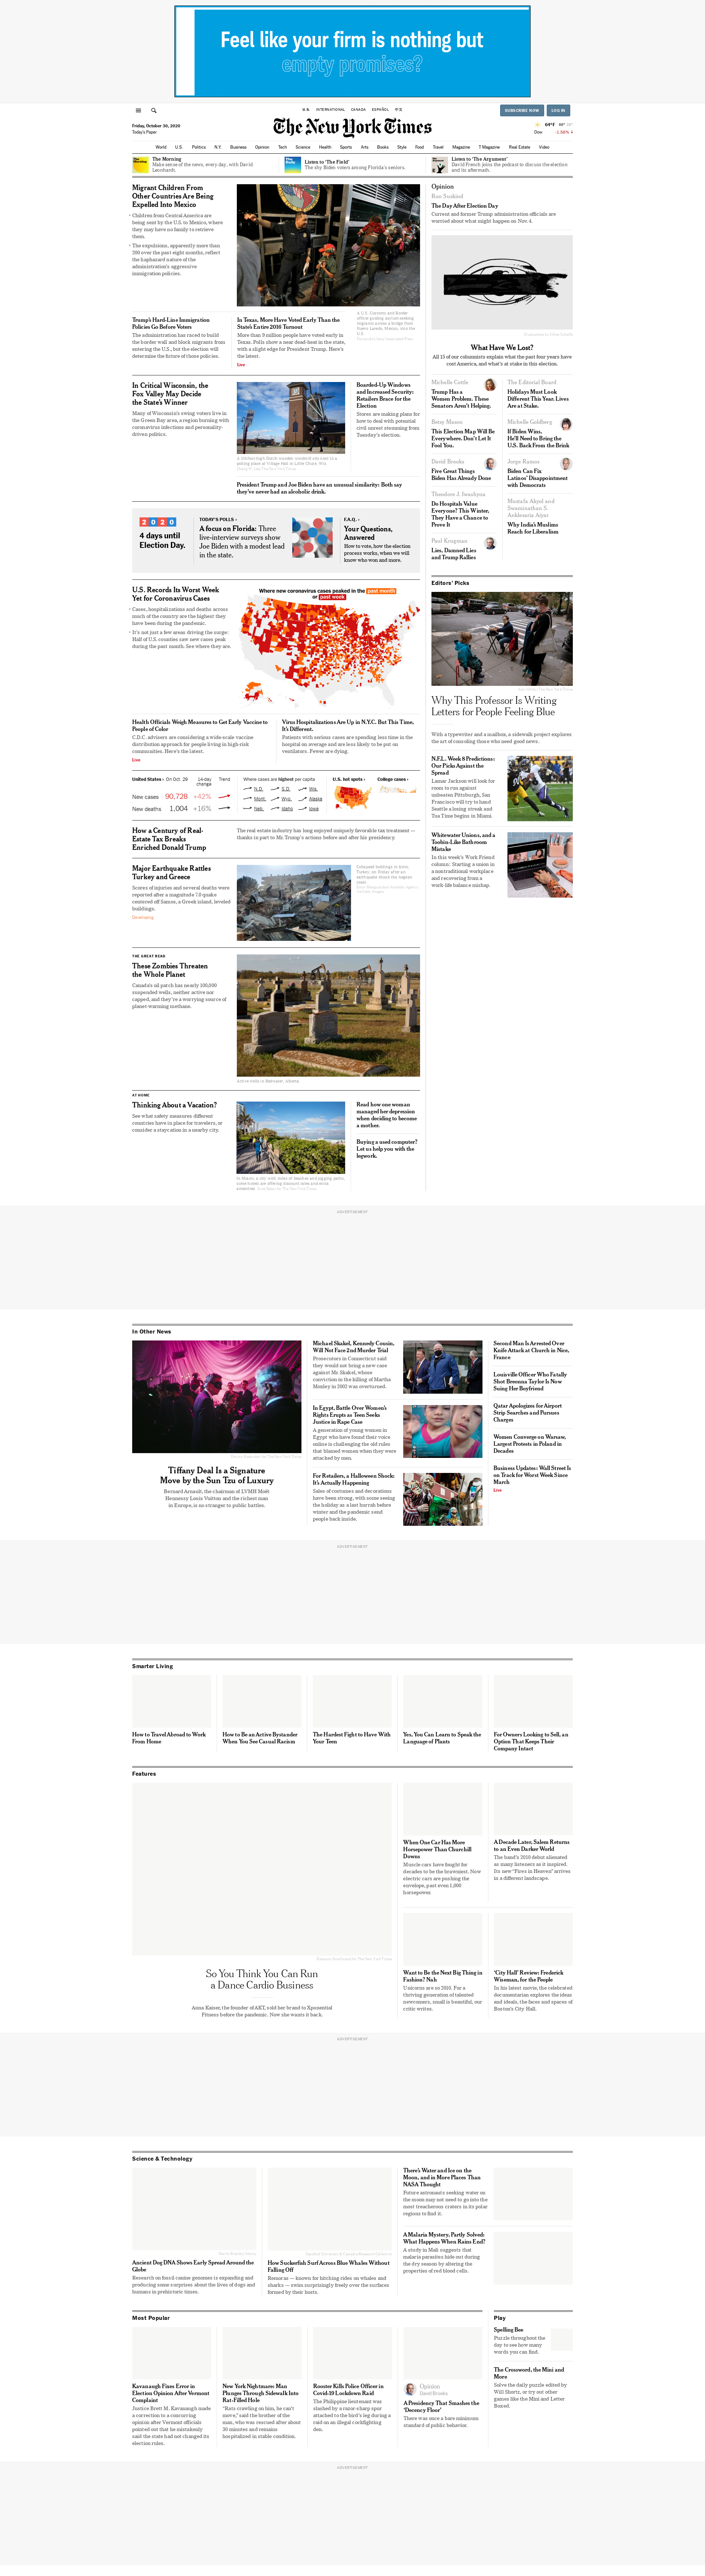 Feel like your firm is nothing but
empty promises?
U.S. INTERNATIONAL CANADA ESPAÑOL 中文
SUBSCRIBE NOW LOG IN
Friday, October 30, 2020
Today's Paper
The New York Times
Dow -1.56% ↓
World U.S. Politics N.Y. Business Opinion Tech Science Health Sports Arts Books Style Food Travel Magazine T Magazine Real Estate Video
The Morning
Make sense of the news, every day, with David
Leonhardt.
Listen to 'The Field'
The shy Biden voters among Florida's seniors.
Listen to 'The Argument'
David French joins the podcast to discuss the election
and its aftermath.
Migrant Children From
Other Countries Are Being
Expelled Into Mexico
Children from Central America are
being sent by the U.S. to Mexico, where
they may have no family to retrieve
them.
The expulsions, apparently more than
200 over the past eight months, reflect
the haphazard nature of the
administration's aggressive
immigration policies.
A U.S. Customs and Border
officer guiding asylum-seeking
migrants across a bridge from
Nuevo Laredo, Mexico, into the
U.S.
Trump's Hard-Line Immigration
Policies Go Before Voters
The administration has raced to build
the border wall and block migrants from
entering the U.S., but the election will
determine the future of those policies.
In Texas, More Have Voted Early Than the
State's Entire 2016 Turnout
More than 9 million people have voted early in
Texas. Polls show a near dead-heat in the state,
with a slight edge for President Trump. Here's
the latest.
Live
In Critical Wisconsin, the
Fox Valley May Decide
the State's Winner
Many of Wisconsin's swing voters live in
the Green Bay area, a region burning with
coronavirus infections and personality-
driven politics.
Boarded-Up Windows
and Increased Security:
Retailers Brace for the
Election
Stores are making plans for
how to deal with potential
civil unrest stemming from
Tuesday's election.
President Trump and Joe Biden have an unusual similarity: Both say
they've never had an alcoholic drink.
2020
4 days until
Election Day.
TODAY'S POLLS ›
A focus on Florida: Three
live-interview surveys show
Joe Biden with a modest lead
in the state.
F.A.Q. ›
Your Questions,
Answered
How to vote, how the election
process works, when we will
know who won and more.
U.S. Records Its Worst Week
Yet for Coronavirus Cases
Cases, hospitalizations and deaths across
much of the country are the highest they
have been during the pandemic.
It's not just a few areas driving the surge:
Half of U.S. counties saw new cases peak
during the past month. See where they are.
Where new coronavirus cases peaked in the past month
or past week
Health Officials Weigh Measures to Get Early Vaccine to
People of Color
C.D.C. advisers are considering a wide-scale vaccine
distribution approach for people living in high-risk
communities. Here's the latest.
Live
Virus Hospitalizations Are Up in N.Y.C. But This Time,
It's Different.
Patients with serious cases are spending less time in the
hospital on average and are less likely to be put on
ventilators. Fewer are dying.
United States › On Oct. 29 14-day change Trend
New cases 90,728 +42%
New deaths 1,004 +16%
Where cases are highest per capita
N.D. S.D. Wis.
Mont. Wyo. Alaska
Neb. Idaho Iowa
U.S. hot spots › College cases ›
How a Century of Real-
Estate Tax Breaks
Enriched Donald Trump
The real estate industry has long enjoyed uniquely favorable tax treatment —
thanks in part to Mr. Trump's actions before and after his presidency.
Major Earthquake Rattles
Turkey and Greece
Scores of injuries and several deaths were
reported after a magnitude 7.0 quake
centered off Samos, a Greek island, leveled
buildings.
Developing
Collapsed buildings in Izmir,
Turkey, on Friday after an
earthquake struck the Aegean
coast.
THE GREAT READ
These Zombies Threaten
the Whole Planet
Canada's oil patch has nearly 100,000
suspended wells, neither active nor
capped, and they're a worrying source of
planet warming methane.
Active wells in Bienvenue, Alberta.
AT HOME
Thinking About a Vacation?
See what safety measures different
countries have in place for travelers, or
consider a staycation in a nearby city.
Read how one woman
managed her depression
when deciding to become
a mother.
Buying a used computer?
Let us help you with the
legwork.
Opinion
Ron Suskind
The Day After Election Day
Current and former Trump administration officials are
worried about what might happen on Nov. 4.
What Have We Lost?
All 15 of our columnists explain what the past four years have
cost America, and what's at stake in this election.
Michelle Cottle
Trump Has a
Women Problem. These
Senators Aren't Helping.
Betsy Mason
This Election Map Will Be
Everywhere. Don't Let It
Fool You.
David Brooks
Five Great Things
Biden Has Already Done
Theodore J. Iwashyna
Do Hospitals Value
Everyone? This Winter,
They Have a Chance to
Prove It
Paul Krugman
Lies, Damned Lies
and Trump Rallies
The Editorial Board
Holidays Must Look
Different This Year. Lives
Are at Stake.
Michelle Goldberg
If Biden Wins,
He'll Need to Bring the
U.S. Back From the Brink
Jorge Ramos
Biden Can Fix
Latinos' Disappointment
with Democrats
Mustafa Akyol and
Swaminathan S.
Anklesaria Aiyar
Why India's Muslims
Reach for Liberalism
Editors' Picks
Why This Professor Is Writing
Letters for People Feeling Blue
With a typewriter and a mailbox, a sidewalk project explores
the art of consoling those who need good news.
N.F.L. Week 8 Predictions:
Our Picks Against the
Spread
Lamar Jackson will look for
room to run against
unbeaten Pittsburgh, San
Francisco will try to hand
Seattle a losing streak and
Tua Time begins in Miami.
Whitewater Unions, and a
Toobin-Like Bathroom
Mistake
In this week's Work Friend
column: Starting a union in
a nontraditional workplace
and recovering from a
work-life balance mishap.
ADVERTISEMENT
In Other News
Tiffany Deal Is a Signature
Move by the Sun Tzu of Luxury
Bernard Arnault, the chairman of LVMH Moët
Hennessy Louis Vuitton and the richest man
in Europe, is no stranger to public battles.
Michael Skakel, Kennedy Cousin,
Will Not Face 2nd Murder Trial
Prosecutors in Connecticut said
they would not bring a new case
against Mr. Skakel, whose
conviction in the killing of Martha
Moxley in 2002 was overturned.
In Egypt, Battle Over Women's
Rights Erupts as Teen Seeks
Justice in Rape Case
A generation of young women in
Egypt who have found their voice
online is challenging the old rules
that blamed women when they were
attacked by men.
For Retailers, a Halloween Shock:
It's Actually Happening
Sales of costumes and decorations
have been strong, with some seeing
the holiday as a last hurrah before
winter and the pandemic send
people back inside.
Second Man Is Arrested Over
Knife Attack at Church in Nice,
France
Louisville Officer Who Fatally
Shot Breonna Taylor Is Now
Suing Her Boyfriend
Qatar Apologizes for Airport
Strip Searches and Pursues
Charges
Women Converge on Warsaw,
Largest Protests in Poland in
Decades
Business Updates: Wall Street Is
on Track for Worst Week Since
March
Live
ADVERTISEMENT
Smarter Living
How to Travel Abroad to Work
From Home
How to Be an Active Bystander
When You See Casual Racism
The Hardest Fight to Have With
Your Teen
Yes, You Can Learn to Speak the
Language of Plants
For Owners Looking to Sell, an
Option That Keeps Their
Company Intact
Features
So You Think You Can Run
a Dance Cardio Business
Anna Kaiser, the founder of AKT, sold her brand to Xponential
Fitness before the pandemic. Now she wants it back.
When One Car Has More
Horsepower Than Churchill
Downs
Muscle cars have fought for
decades to be the brawniest. Now
electric cars are pushing the
envelope, past even 1,000
horsepower.
A Decade Later, Salem Returns
to an Even Darker World
The band's 2010 debut alienated
as many listeners as it inspired.
Its new "Fires in Heaven" arrives
in a different landscape.
Want to Be the Next Big Thing in
Fashion? Nah
Unicorns are so 2010. For a
thriving generation of talented
newcomers, small is beautiful, our
critic writes.
'City Hall' Review: Frederick
Wiseman, for the People
In his latest movie, the celebrated
documentarian explores the ideas
and ideals, the faces and spaces of
Boston's City Hall.
ADVERTISEMENT
Science & Technology
Ancient Dog DNA Shows Early Spread Around the
Globe
Research on fossil canine genomes is expanding and
producing some surprises about the lives of dogs and
humans in prehistoric times.
How Suckerfish Surf Across Blue Whales Without
Falling Off
Remoras — known for hitching rides on whales and
sharks — swim surprisingly freely over the surfaces
formed by their hosts.
There's Water and Ice on the
Moon, and in More Places Than
NASA Thought
Future astronauts seeking water on
the moon may not need to go into the
most treacherous craters in its polar
regions to find it.
A Malaria Mystery, Partly Solved:
What Happens When Rains End?
A study in Mali suggests that
malaria parasites hide out during
the dry season by altering the
properties of red blood cells.
Most Popular
Kavanaugh Fixes Error in
Election Opinion After Vermont
Complaint
Justice Brett M. Kavanaugh made
a correction to a concurring
opinion after Vermont officials
pointed out that he mistakenly
said the state had not changed its
election rules.
New York Nightmare: Man
Plunges Through Sidewalk Into
Rat-Filled Hole
"Rats crawling on him, he can't
move," said the brother of the
man, who was rescued after about
30 minutes and remains
hospitalized in stable condition.
Rooster Kills Police Officer in
Covid-19 Lockdown Raid
The Philippine lieutenant was
slashed by a razor-sharp spur
attached to the bird's leg during a
raid on an illegal cockfighting
den.
Opinion
David Brooks
A Presidency That Smashes the
'Decency Floor'
There was once a bare minimum
standard of public behavior.
Play
Spelling Bee
Puzzle throughout the
day to see how many
words you can find.
The Crossword, the Mini and
More
Solve the daily puzzle edited by
Will Shortz, or try out other
games like the Mini and Letter
Boxed.
ADVERTISEMENT